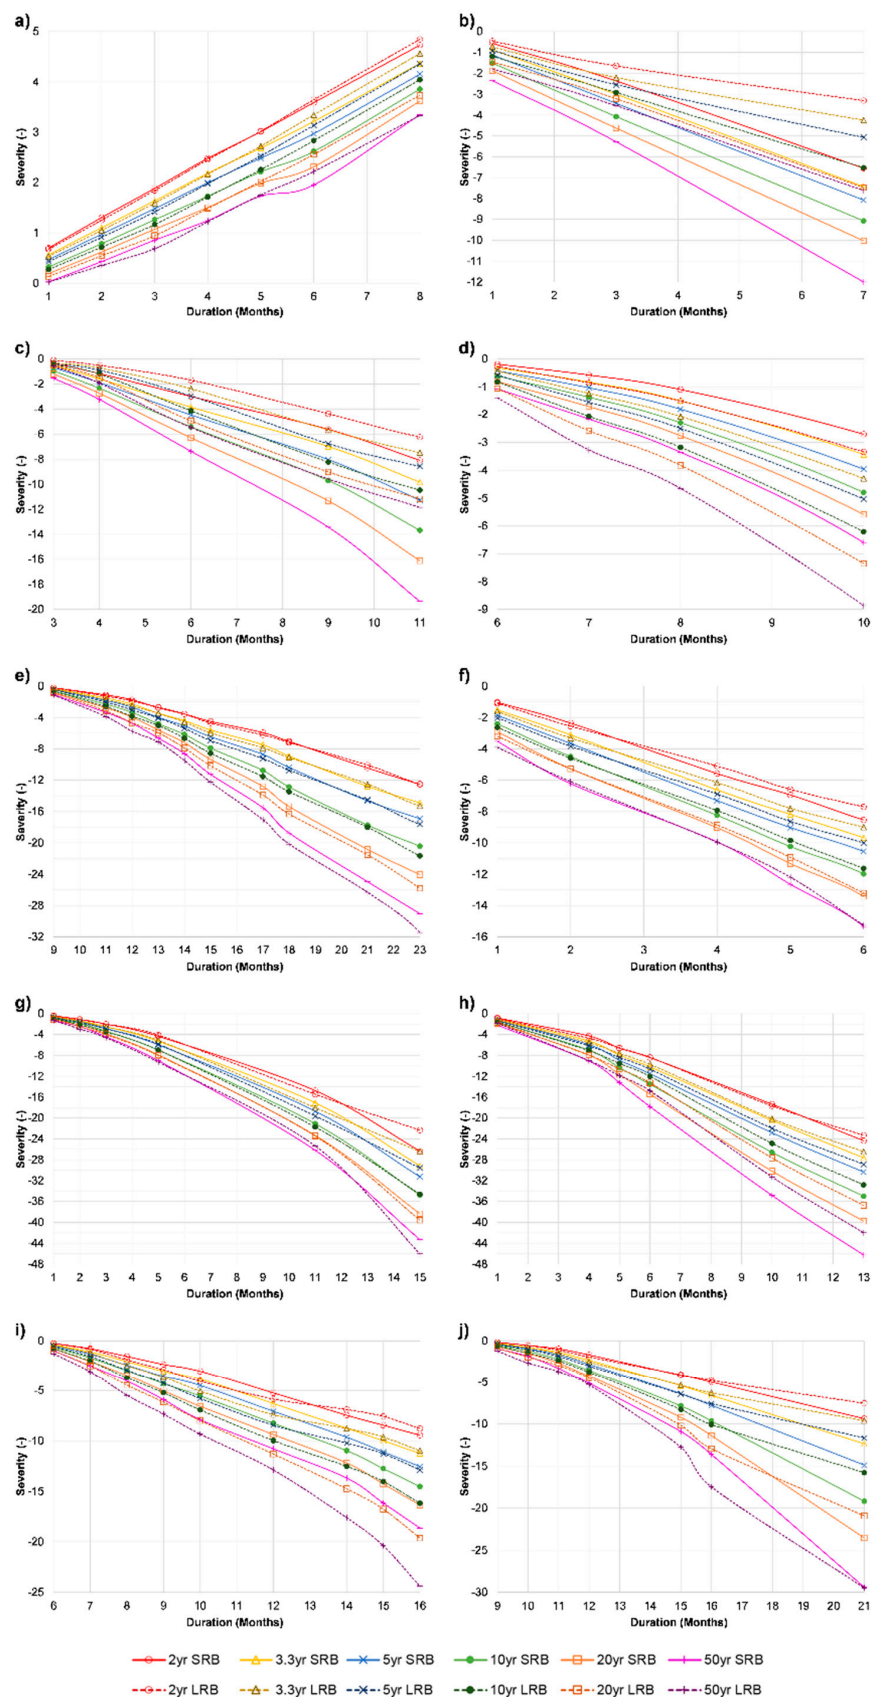 a)
5
4
3
2
1
0
Severity (-)
1 2 3 4 5 6 7 8
Duration (Months)
b)
0
-1
-2
-3
-4
-5
-6
-7
-8
-9
-10
-11
-12
Severity (-)
1 2 3 4 5 6 7
Duration (Months)
c)
0
-2
-4
-6
-8
-10
-12
-14
-16
-18
-20
Severity (-)
3 4 5 6 7 8 9 10 11
Duration (Months)
d)
0
-1
-2
-3
-4
-5
-6
-7
-8
-9
Severity (-)
6 7 8 9 10
Duration (Months)
e)
0
-4
-8
-12
-16
-20
-24
-28
-32
Severity (-)
9 10 11 12 13 14 15 16 17 18 19 20 21 22 23
Duration (Months)
f)
0
-2
-4
-6
-8
-10
-12
-14
-16
Severity (-)
1 2 3 4 5 6
Duration (Months)
g)
0
-4
-8
-12
-16
-20
-24
-28
-32
-36
-40
-44
-48
Severity (-)
1 2 3 4 5 6 7 8 9 10 11 12 13 14 15
Duration (Months)
h)
0
-4
-8
-12
-16
-20
-24
-28
-32
-36
-40
-44
-48
Severity (-)
1 2 3 4 5 6 7 8 9 10 11 12 13
Duration (Months)
i)
0
-5
-10
-15
-20
-25
Severity (-)
6 7 8 9 10 11 12 13 14 15 16
Duration (Months)
j)
0
-5
-10
-15
-20
-25
-30
Severity (-)
9 10 11 12 13 14 15 16 17 18 19 20 21
Duration (Months)
2yr SRB 3.3yr SRB 5yr SRB 10yr SRB 20yr SRB 50yr SRB
2yr LRB 3.3yr LRB 5yr LRB 10yr LRB 20yr LRB 50yr LRB